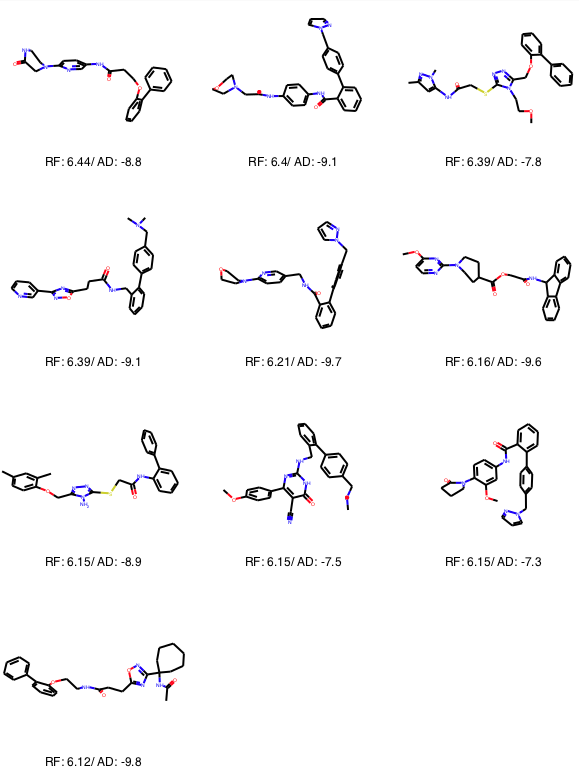 RF: 6.44/ AD: -8.8
RF: 6.4/ AD: -9.1
RF: 6.39/ AD: -7.8
RF: 6.39/ AD: -9.1
RF: 6.21/ AD: -9.7
RF: 6.16/ AD: -9.6
RF: 6.15/ AD: -8.9
RF: 6.15/ AD: -7.5
RF: 6.15/ AD: -7.3
RF: 6.12/ AD: -9.8